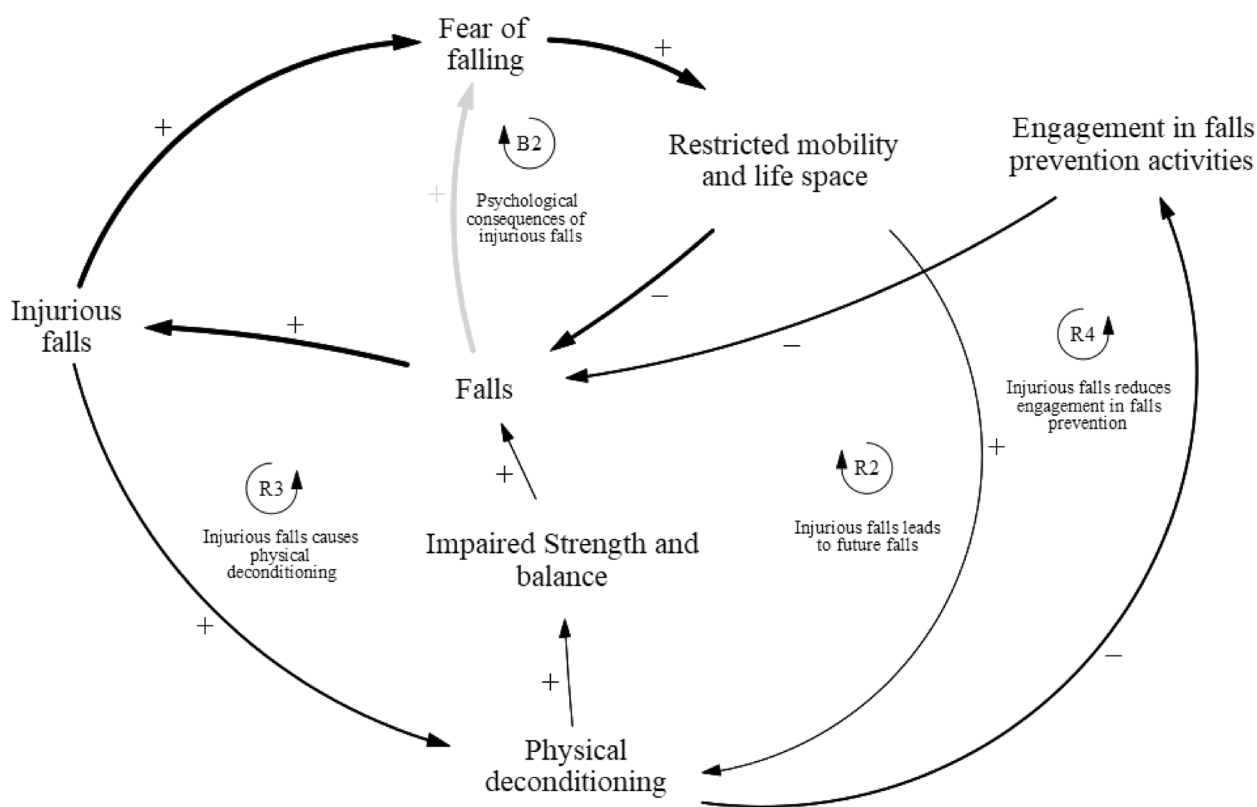 Fear of
falling
+
+
+
B2
Psychological
consequences of
injurious falls
Restricted mobility
and life space
Engagement in falls
prevention activities
Injurious
falls
+
–
–
Falls
R4
Injurious falls reduces
engagement in falls
prevention
+
R3
Injurious falls causes
physical
deconditioning
+
R2
Injurious falls leads
to future falls
Impaired Strength and
balance
+
+
–
Physical
deconditioning